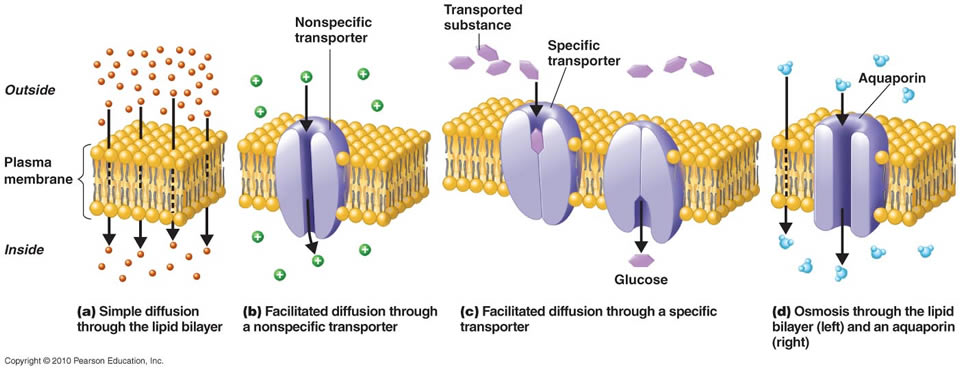 Transported
substance
Nonspecific
transporter
Specific
transporter
Aquaporin
Outside
Plasma
membrane
Inside
+
+
+
+
+
+
+
Glucose
(a) Simple diffusion
through the lipid bilayer
(b) Facilitated diffusion through
a nonspecific transporter
(c) Facilitated diffusion through a specific
transporter
(d) Osmosis through the lipid
bilayer (left) and an aquaporin
(right)
Copyright © 2010 Pearson Education, Inc.